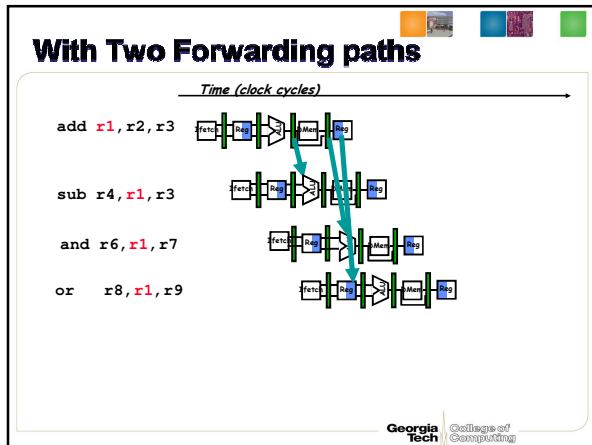 With Two Forwarding paths
Time (clock cycles)
add r1,r2,r3
Ifetch Reg ALU DMem Reg
sub r4,r1,r3
Ifetch Reg ALU DMem Reg
and r6,r1,r7
Ifetch Reg DMem Reg
or r8,r1,r9
Ifetch Reg ALU DMem Reg
Georgia Tech College of Computing